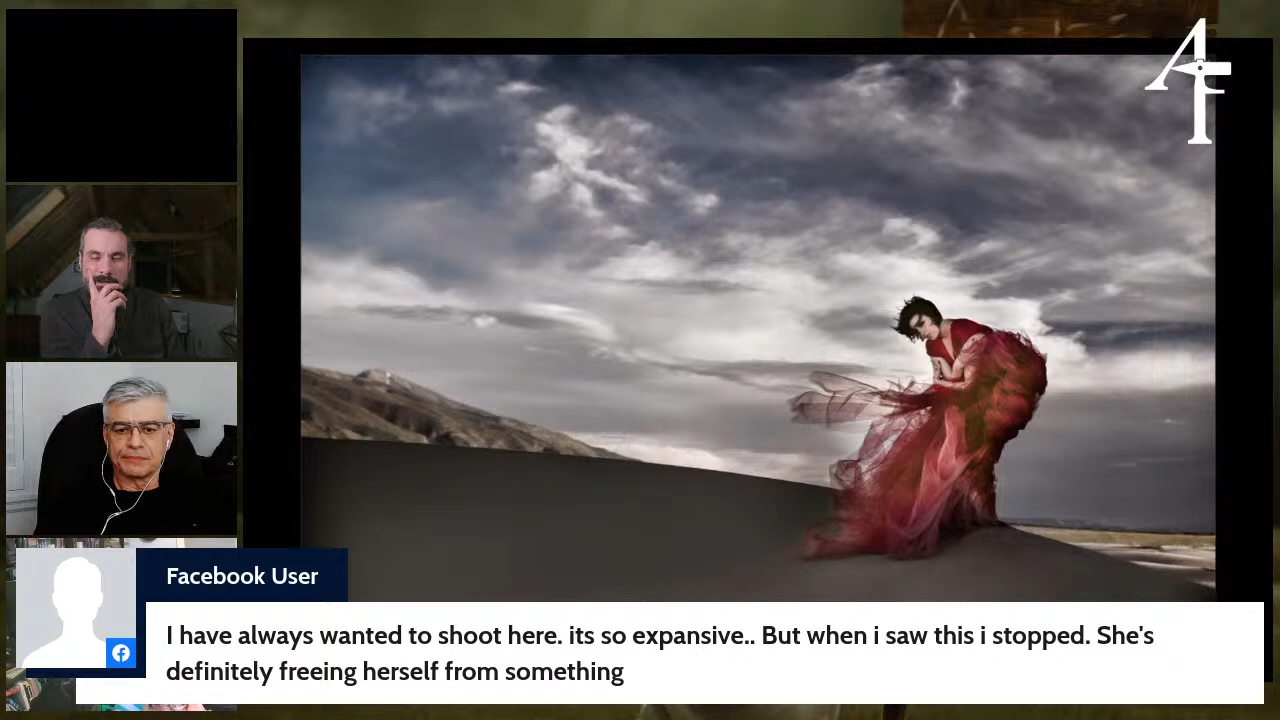 AF
Facebook User
I have always wanted to shoot here. its so expansive.. But when i saw this i stopped. She's
definitely freeing herself from something